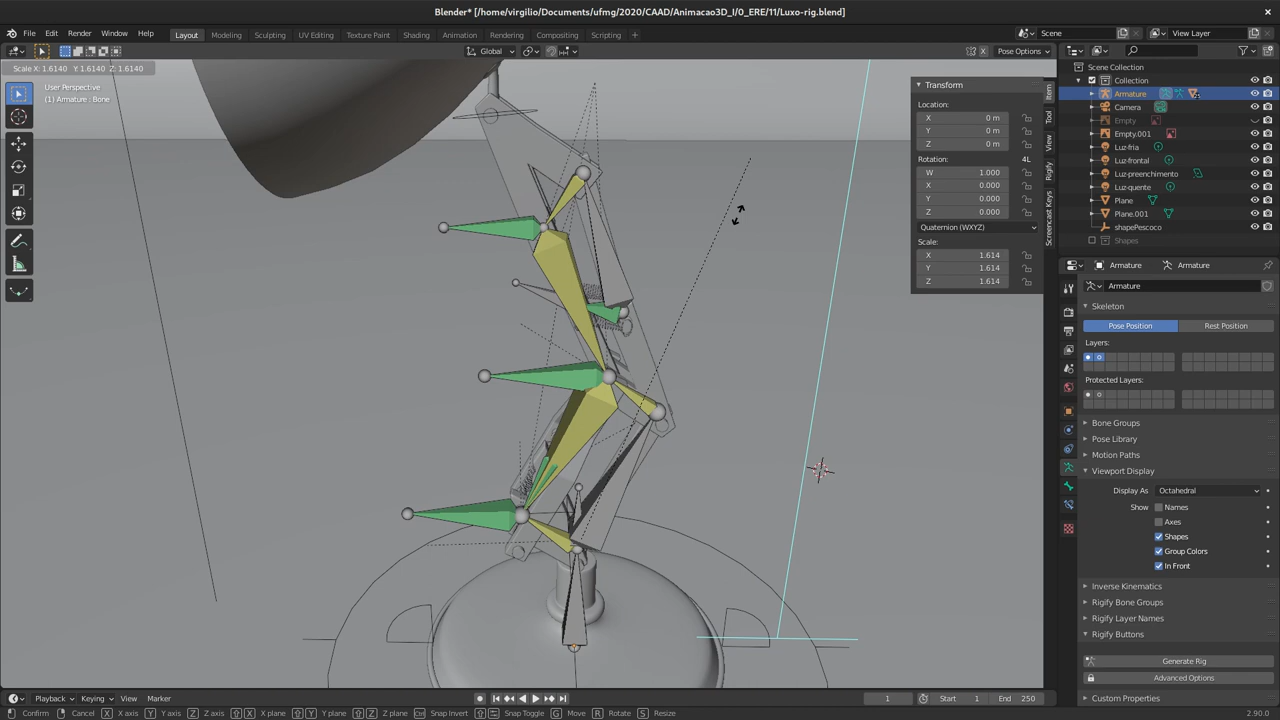 Blender* [/home/virgilio/Documents/ufmg/2020/CAAD/Animacao3D_I/0_ERE/11/Luxo-rig.blend]
File Edit Render Window Help Layout Modeling Sculpting UV Editing Texture Paint Shading Animation Rendering Compositing Scripting + Scene View Layer
Global Pose Options
Scale X: 1.6140 Y: 1.6140 Z: 1.6140
User Perspective
(1) Armature : Bone
Transform
Location:
X 0 m
Y 0 m
Z 0 m
Rotation: 4L
W 1.000
X 0.000
Y 0.000
Z 0.000
Quaternion (WXYZ)
Scale:
X 1.614
Y 1.614
Z 1.614
Item
Tool
View
Rigify
Screencast Keys
Scene Collection
Collection
Armature
Camera
Empty
Empty.001
Luz-fria
Luz-frontal
Luz-preenchimento
Luz-quente
Plane
Plane.001
shapePescoco
Shapes
Armature Armature
Armature
Skeleton
Pose Position Rest Position
Layers:
Protected Layers:
Bone Groups
Pose Library
Motion Paths
Viewport Display
Display As Octahedral
Show Names
Axes
Shapes
Group Colors
In Front
Inverse Kinematics
Rigify Bone Groups
Rigify Layer Names
Rigify Buttons
Generate Rig
Advanced Options
Custom Properties
Playback Keying View Marker 1 Start 1 End 250
Confirm Cancel X X axis Y Y axis Z Z axis X X plane Y Y plane Z Z plane Snap Invert Snap Toggle G Move R Rotate S Resize 2.90.0